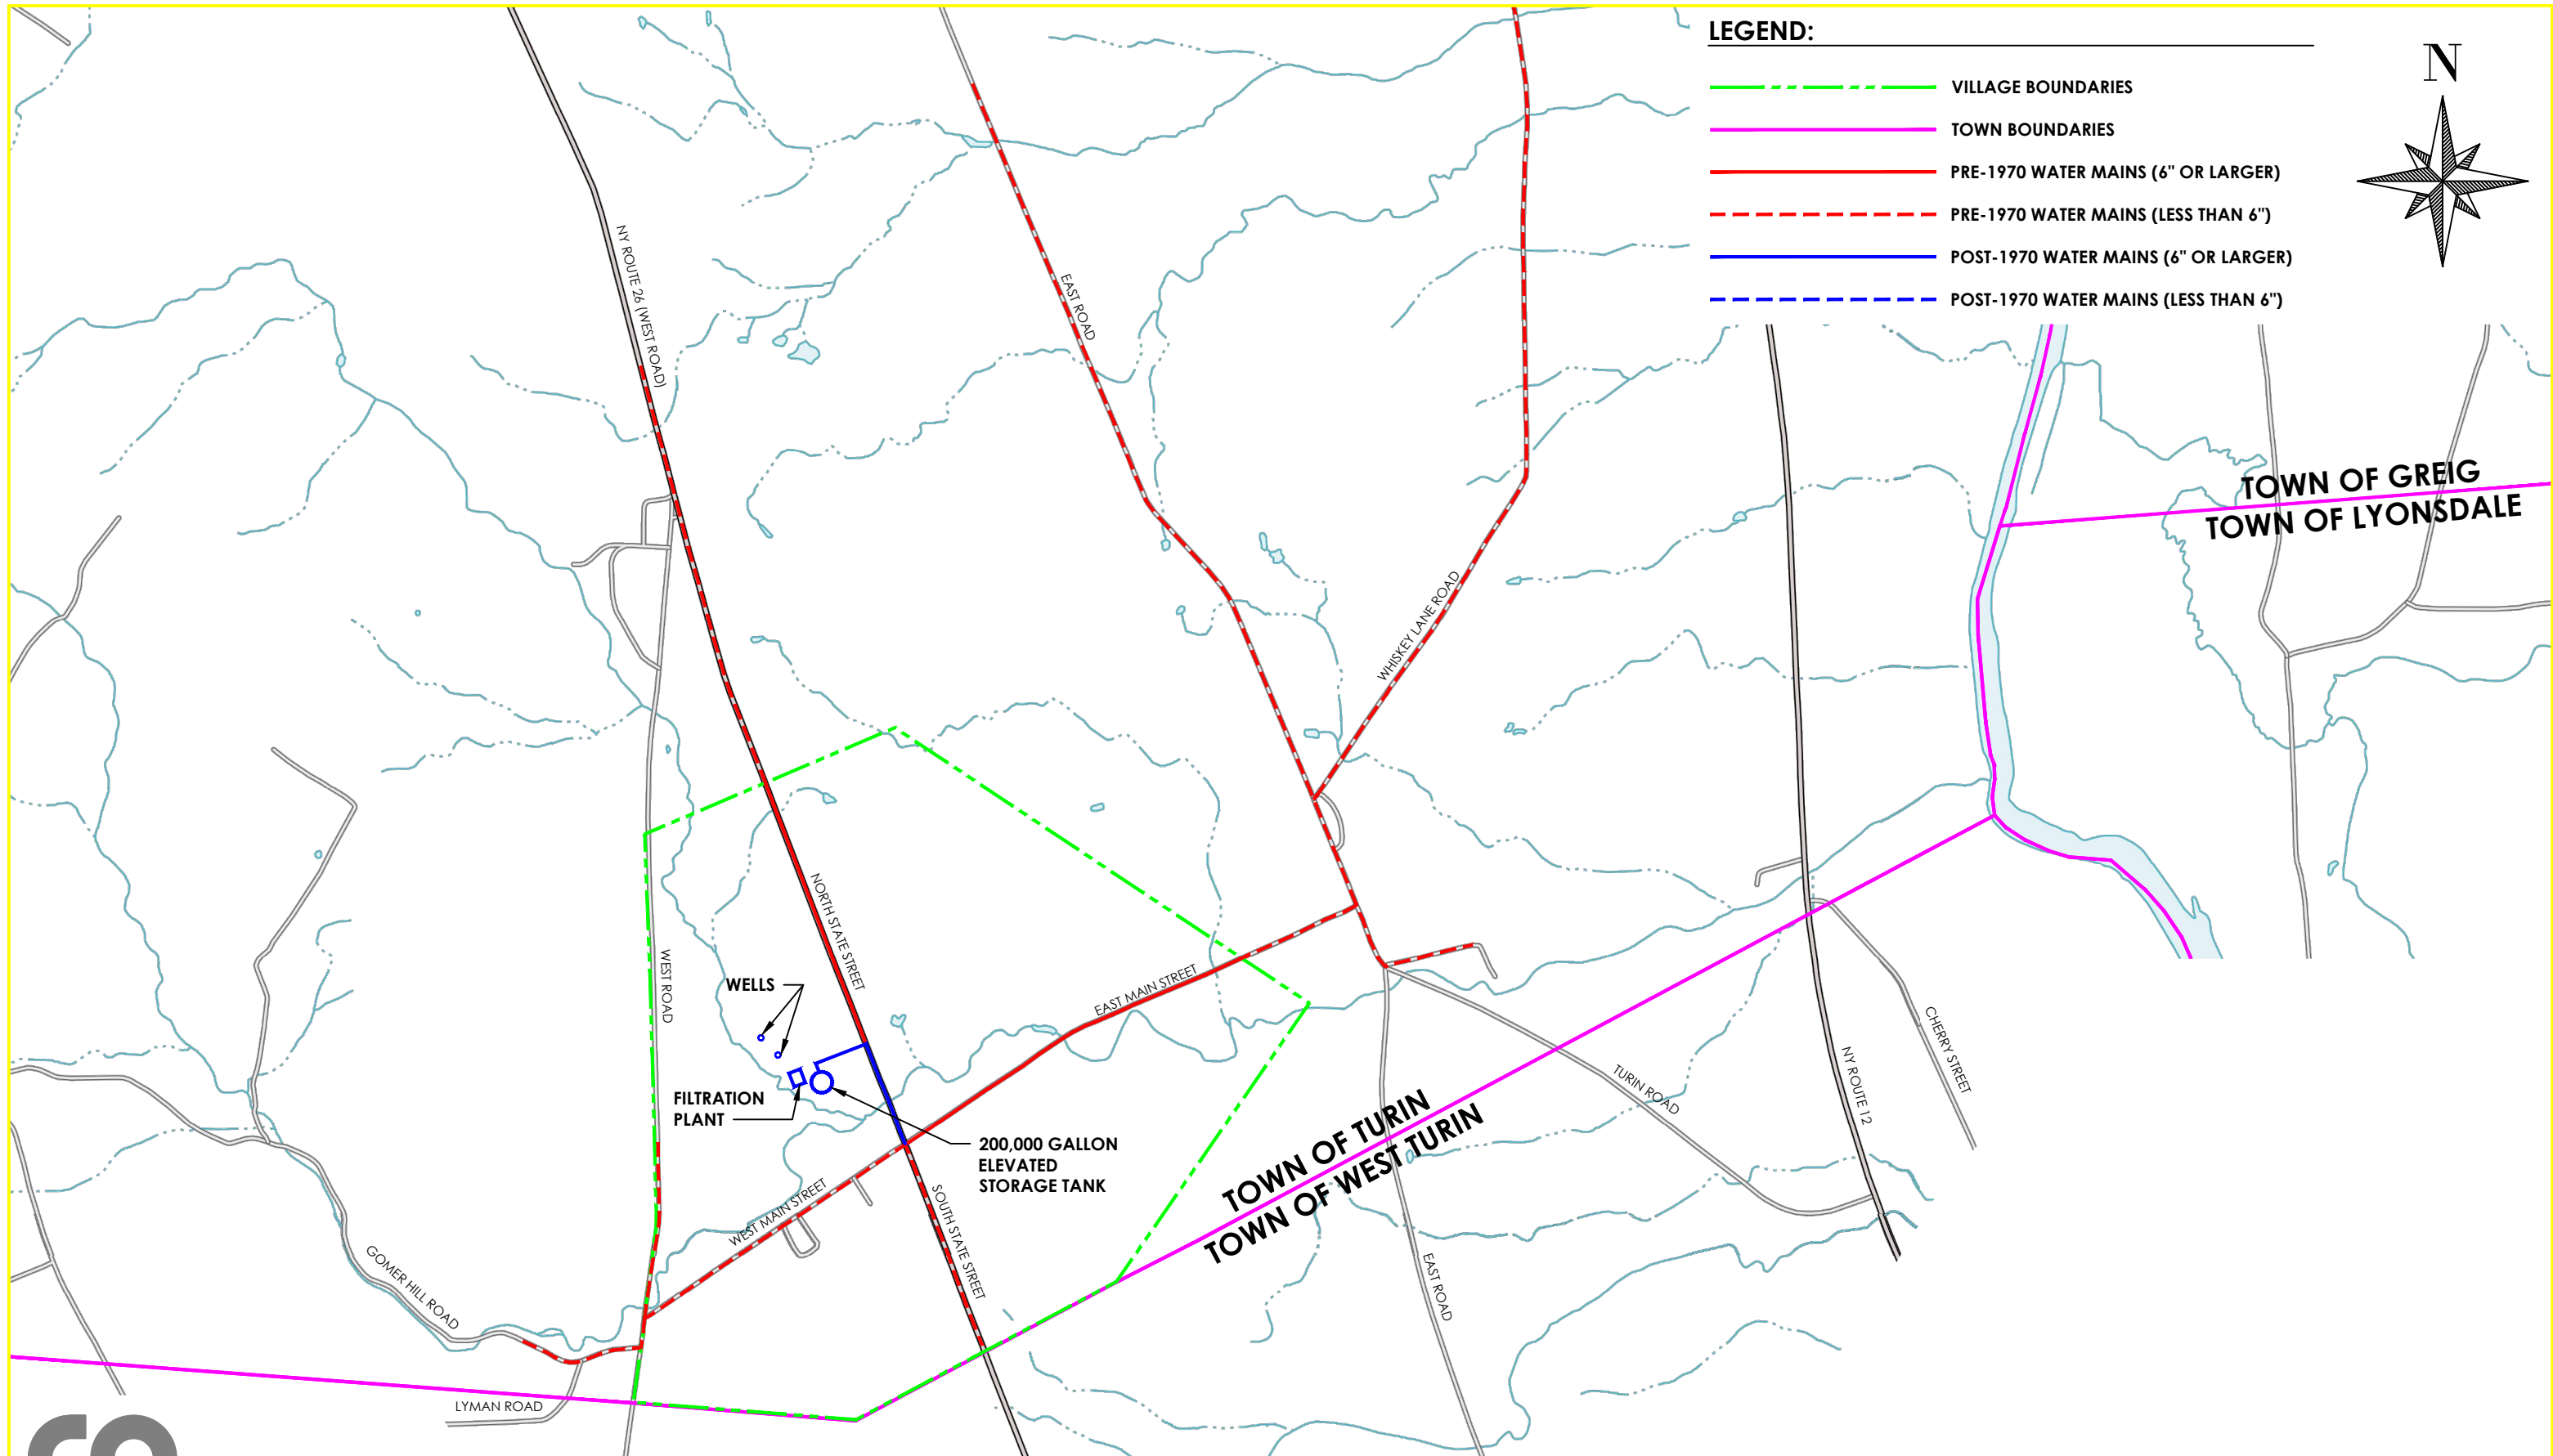 LEGEND:
VILLAGE BOUNDARIES
TOWN BOUNDARIES
PRE-1970 WATER MAINS (6" OR LARGER)
PRE-1970 WATER MAINS (LESS THAN 6")
POST-1970 WATER MAINS (6" OR LARGER)
POST-1970 WATER MAINS (LESS THAN 6")
N
NY ROUTE 26 (WEST ROAD)
EAST ROAD
WHISKEY LANE ROAD
TOWN OF GREIG
TOWN OF LYONSDALE
NORTH STATE STREET
WEST ROAD
WELLS
EAST MAIN STREET
FILTRATION
PLANT
200,000 GALLON
ELEVATED
STORAGE TANK
WEST MAIN STREET
SOUTH STATE STREET
TOWN OF TURIN
TOWN OF WEST TURIN
TURIN ROAD
NY ROUTE 12
CHERRY STREET
EAST ROAD
GOMER HILL ROAD
LYMAN ROAD